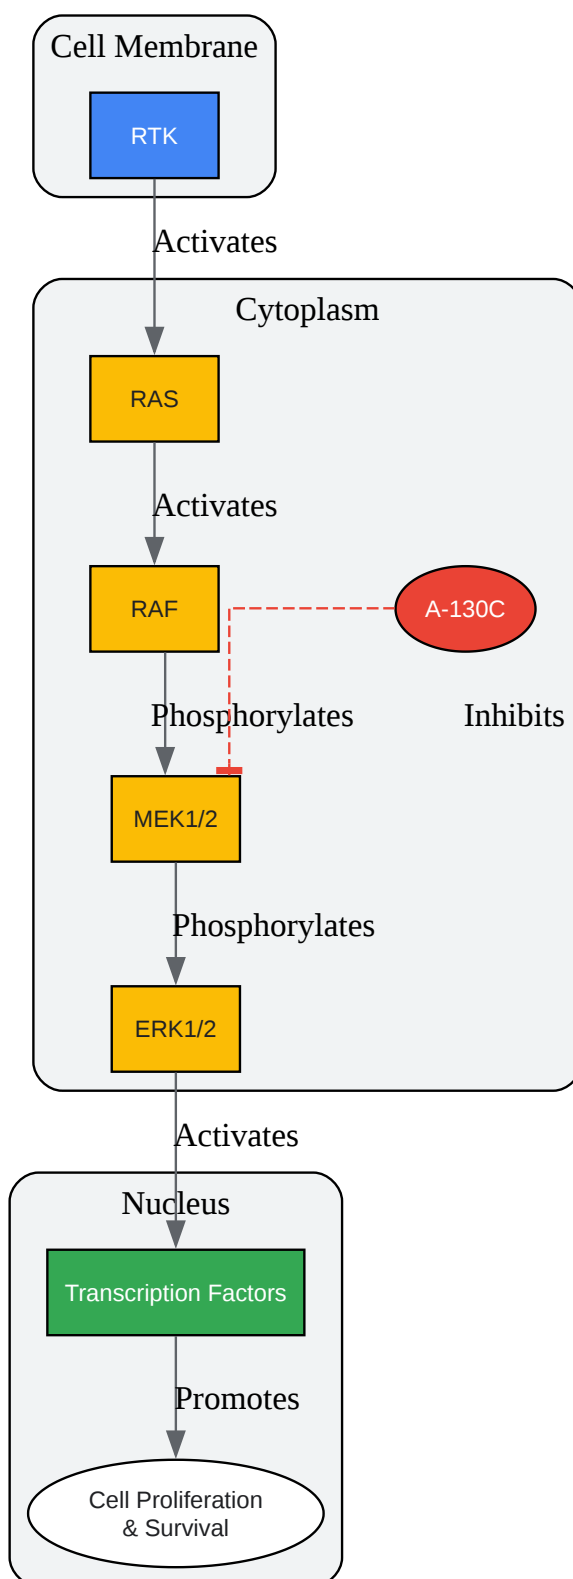 Cell Membrane
RTK
Activates
Cytoplasm
RAS
Activates
RAF
A-130C
Phosphorylates
Inhibits
MEK1/2
Phosphorylates
ERK1/2
Activates
Nucleus
Transcription Factors
Promotes
Cell Proliferation
& Survival